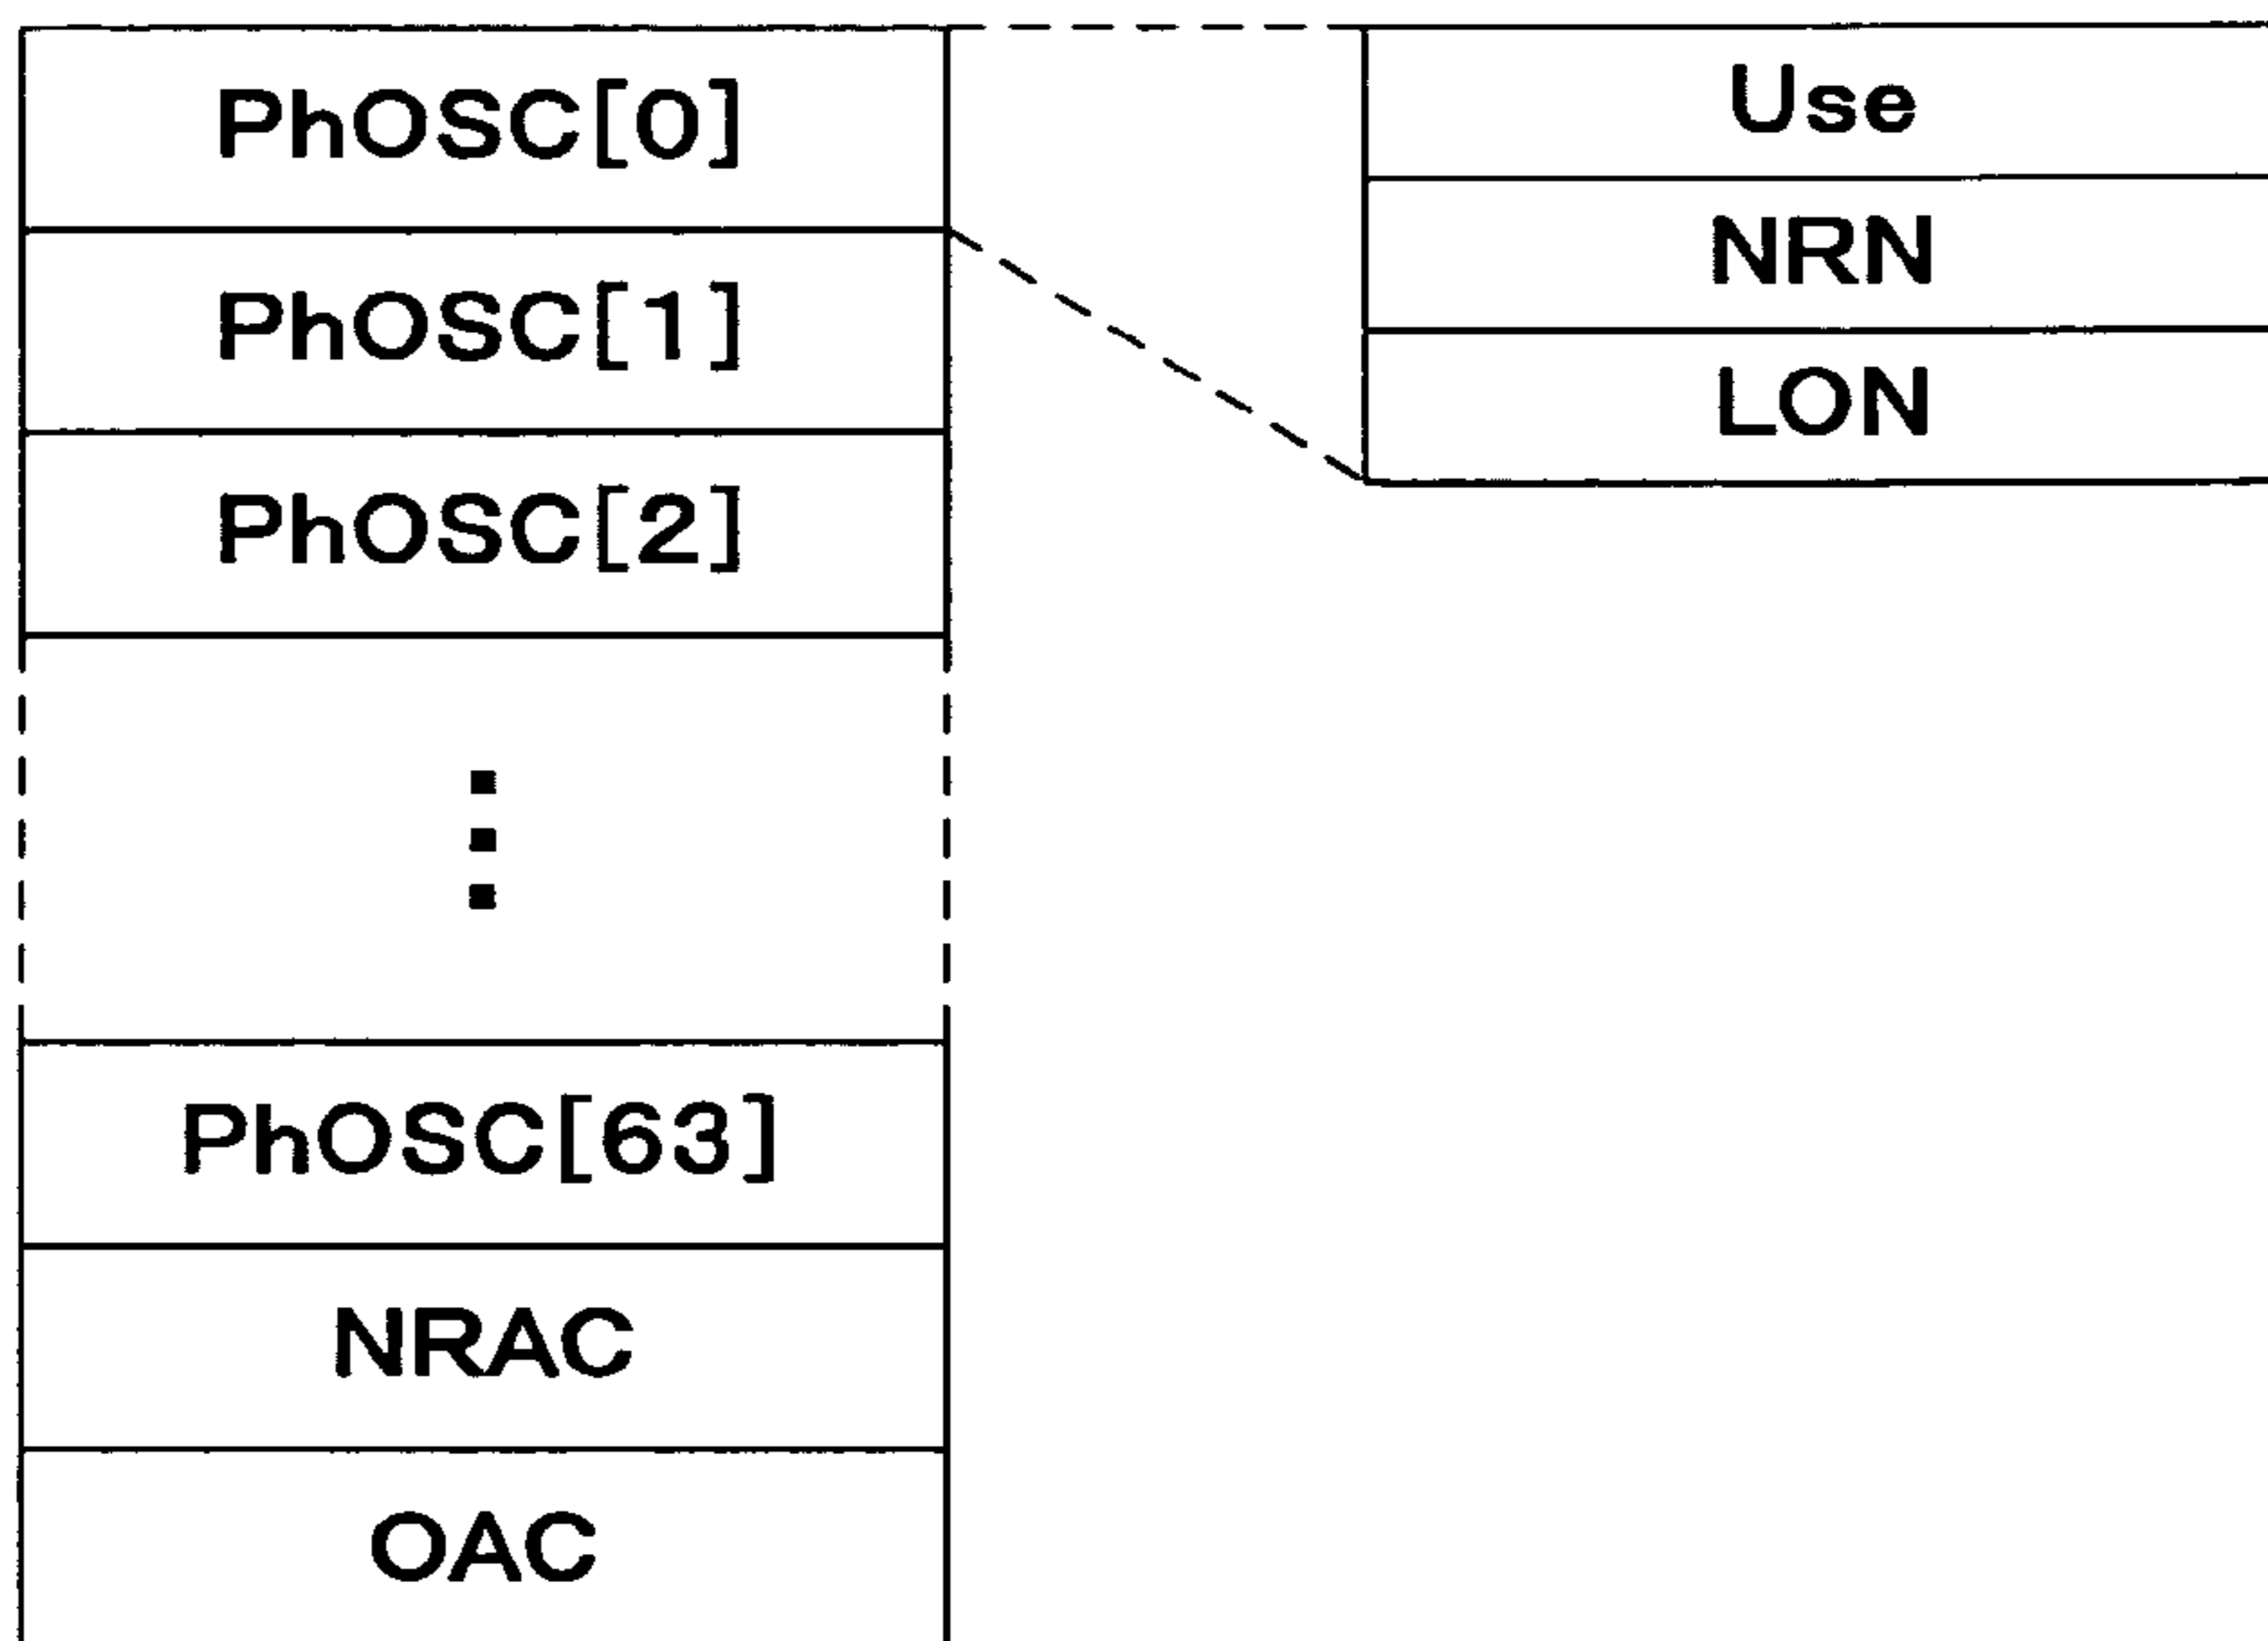 PhOSC[0]
PhOSC[1]
PhOSC[2]
PhOSC[63]
NRAC
OAC
Use
NRN
LON